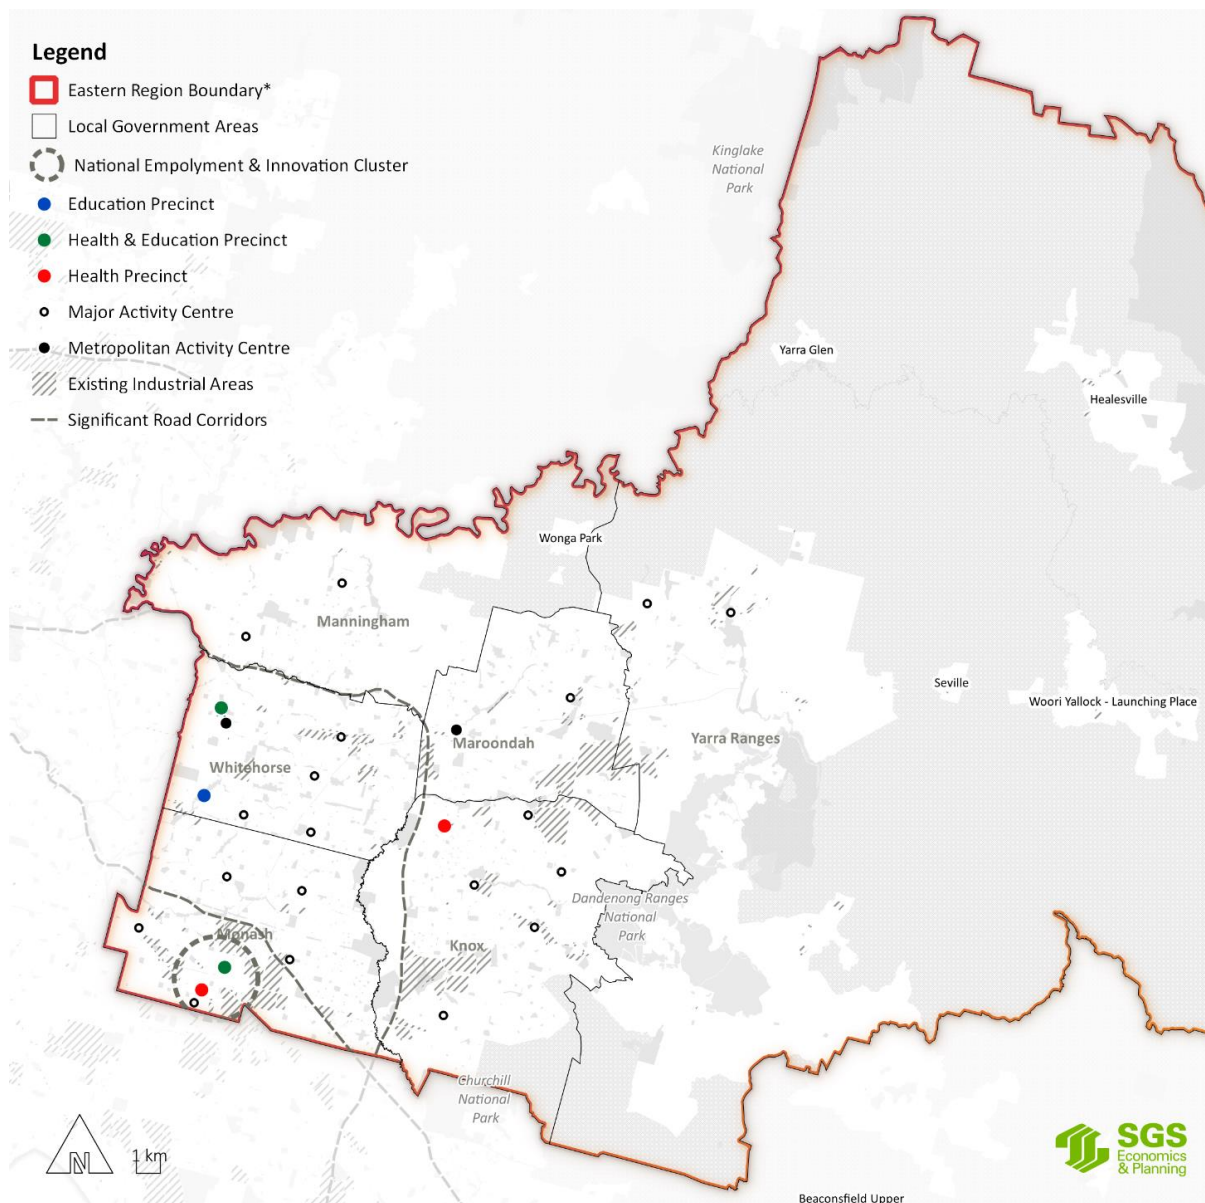 Legend
Eastern Region Boundary*
Local Government Areas
National Empolyment & Innovation Cluster
Education Precinct
Health & Education Precinct
Health Precinct
Major Activity Centre
Metropolitan Activity Centre
Existing Industrial Areas
Significant Road Corridors
Kinglake
National
Park
Yarra Glen
Healesville
Wonga Park
Manningham
Seville
Woori Yallock - Launching Place
Maroondah
Yarra Ranges
Whitehorse
Dandenong Ranges
National
Park
Monash
Knox
Churchill
National
Park
N
1 km
SGS
Economics
& Planning
Beaconsfield Upper